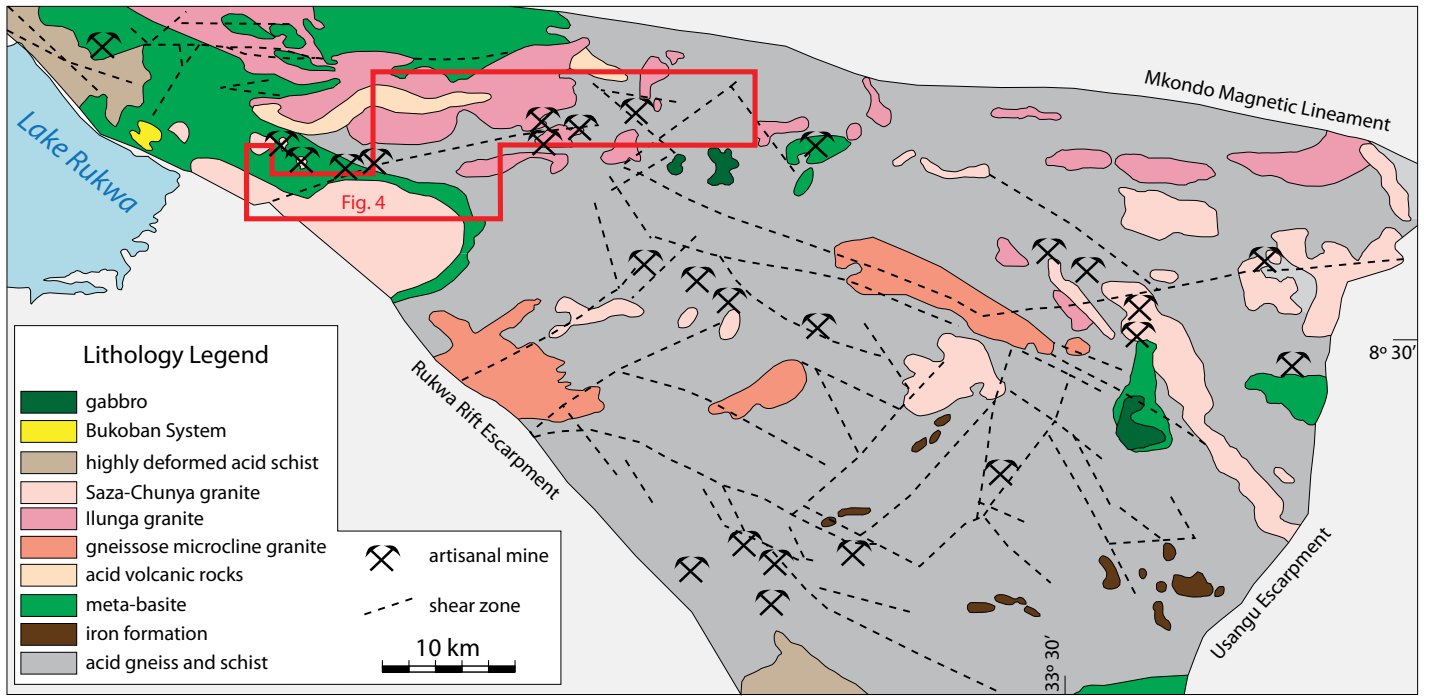 Mkondo Magnetic Lineament
Lake Rukwa
Fig. 4
8º 30′
Rukwa Rift Escarpment
Lithology Legend
gabbro
Bukoban System
highly deformed acid schist
Saza-Chunya granite
Ilunga granite
gneissose microcline granite
acid volcanic rocks
meta-basite
iron formation
acid gneiss and schist
artisanal mine
shear zone
10 km
33º 30′
Usangu Escarpment